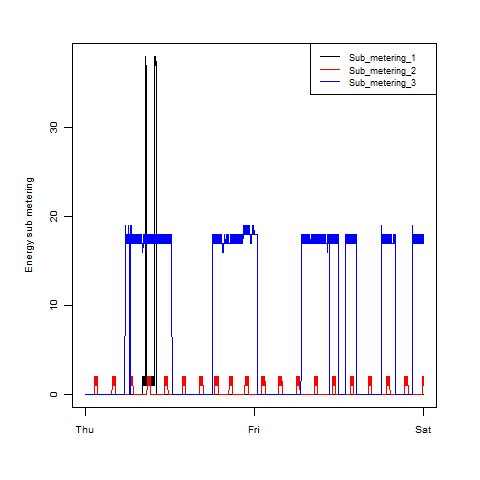 Sub_metering_1
Sub_metering_2
Sub_metering_3
Energy sub metering
30
20
10
0
Thu Fri Sat